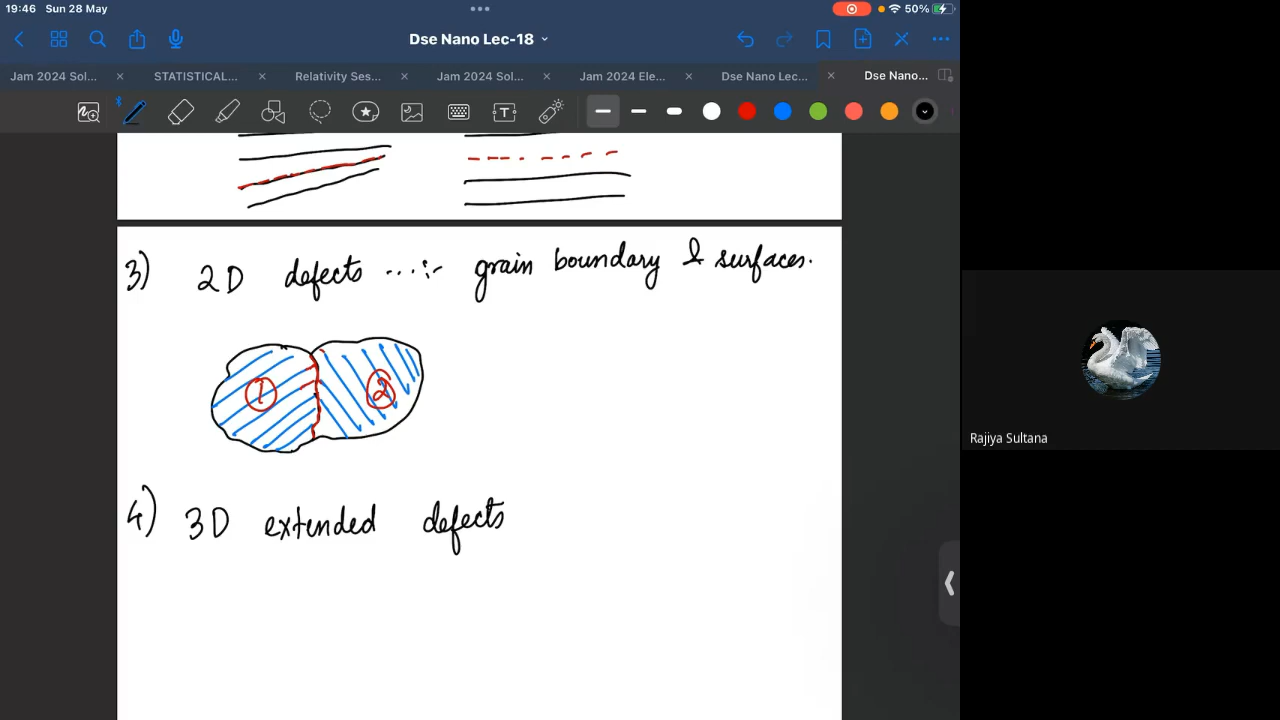 19:46 Sun 28 May
50%
Dse Nano Lec-18
Jam 2024 Sol...
STATISTICAL...
Relativity Ses...
Jam 2024 Sol...
Jam 2024 Ele...
Dse Nano Lec...
Dse Nano...
3) 2D defects ...:- grain boundary & surfaces.
1 2
4) 3D extended defects
Rajiya Sultana